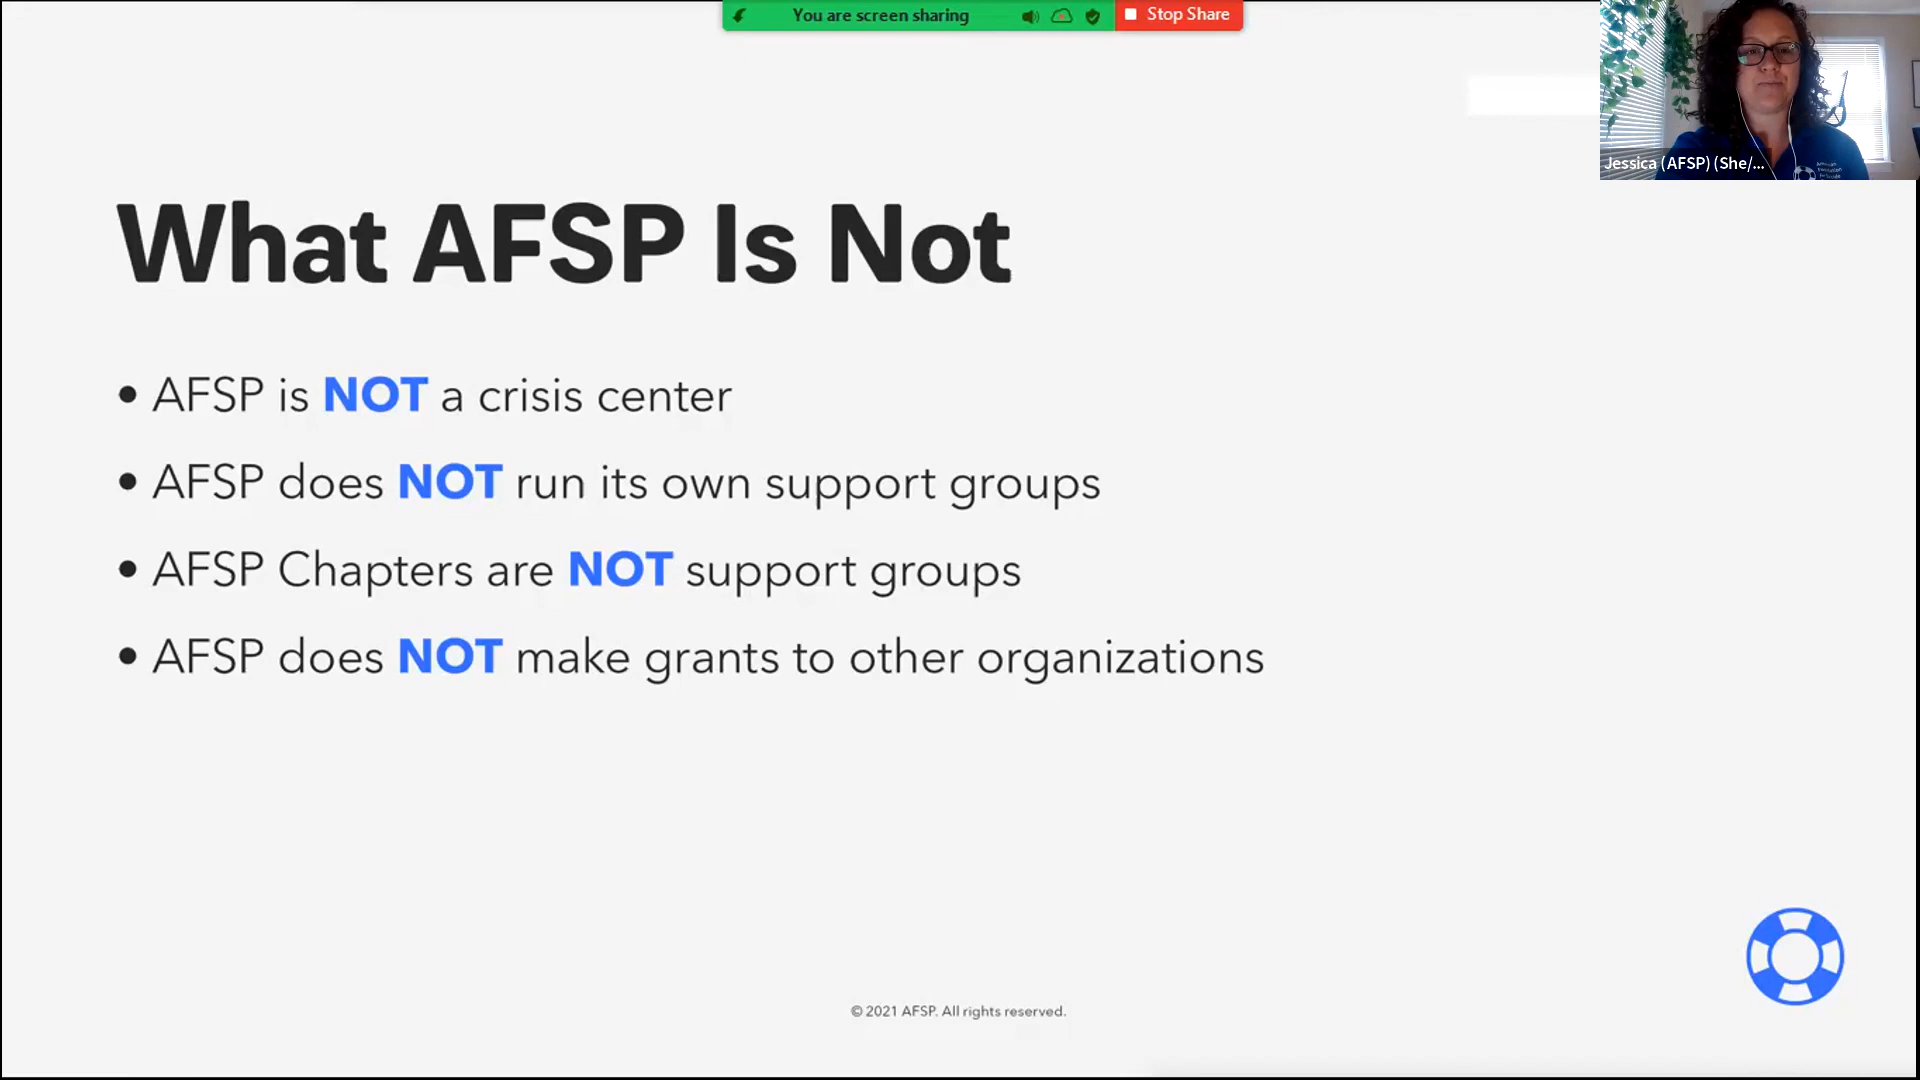 You are screen sharing
Stop Share
Jessica (AFSP) (She/...
What AFSP Is Not
• AFSP is NOT a crisis center
• AFSP does NOT run its own support groups
• AFSP Chapters are NOT support groups
• AFSP does NOT make grants to other organizations
© 2021 AFSP. All rights reserved.